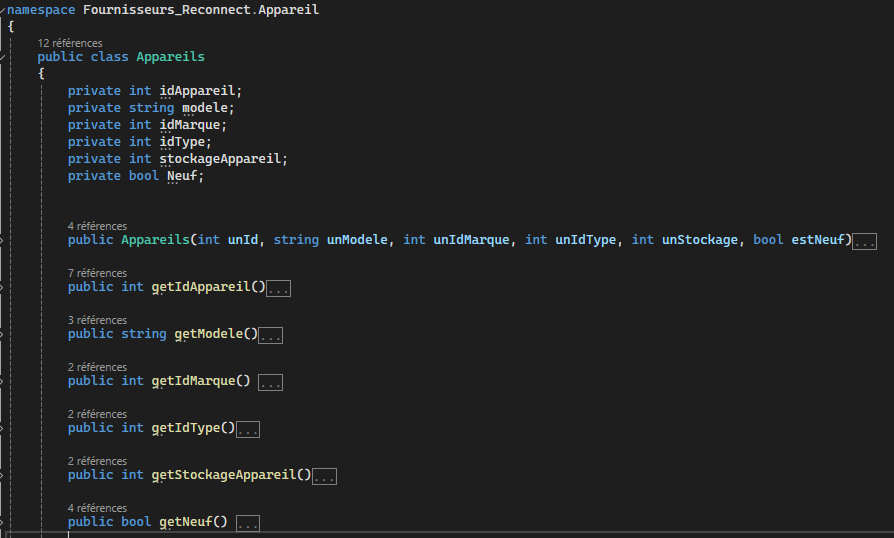 namespace Fournisseurs_Reconnect.Appareil
{
12 références
public class Appareils
{
private int idAppareil;
private string modele;
private int idMarque;
private int idType;
private int stockageAppareil;
private bool Neuf;
4 références
public Appareils(int unId, string unModele, int unIdMarque, int unIdType, int unStockage, bool estNeuf)...
7 références
public int getIdAppareil()...
3 références
public string getModele()...
2 références
public int getIdMarque() ...
2 références
public int getIdType()...
2 références
public int getStockageAppareil()...
4 références
public bool getNeuf() ...